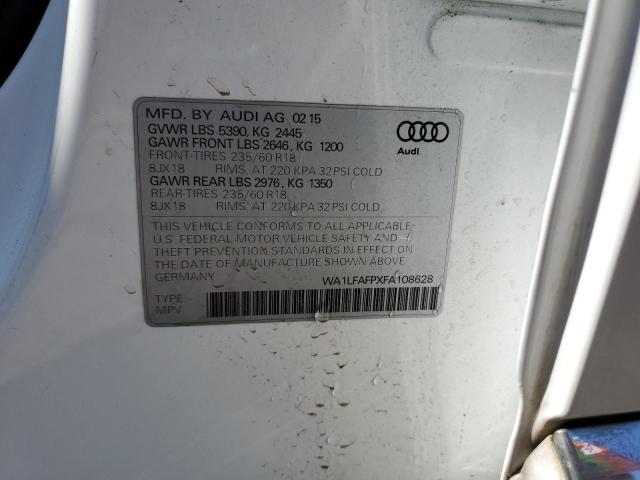 MFD. BY AUDI AG 02 15
GVWR LBS 5390, KG 2445
GAWR FRONT LBS 2646, KG 1200
FRONT-TIRES 235/60 R18
8JX18 RIMS. AT 220 KPA 32 PSI COLD
GAWR REAR LBS 2976, KG 1350
REAR-TIRES 235/60 R18
8JX18 RIMS. AT 220 KPA 32 PSI COLD
Audi
THIS VEHICLE CONFORMS TO ALL APPLICABLE
U.S. FEDERAL MOTOR VEHICLE SAFETY AND
THEFT PREVENTION STANDARDS IN EFFECT ON
THE DATE OF MANUFACTURE SHOWN ABOVE.
GERMANY
WA1LFAFPXFA108628
TYPE:
MPV